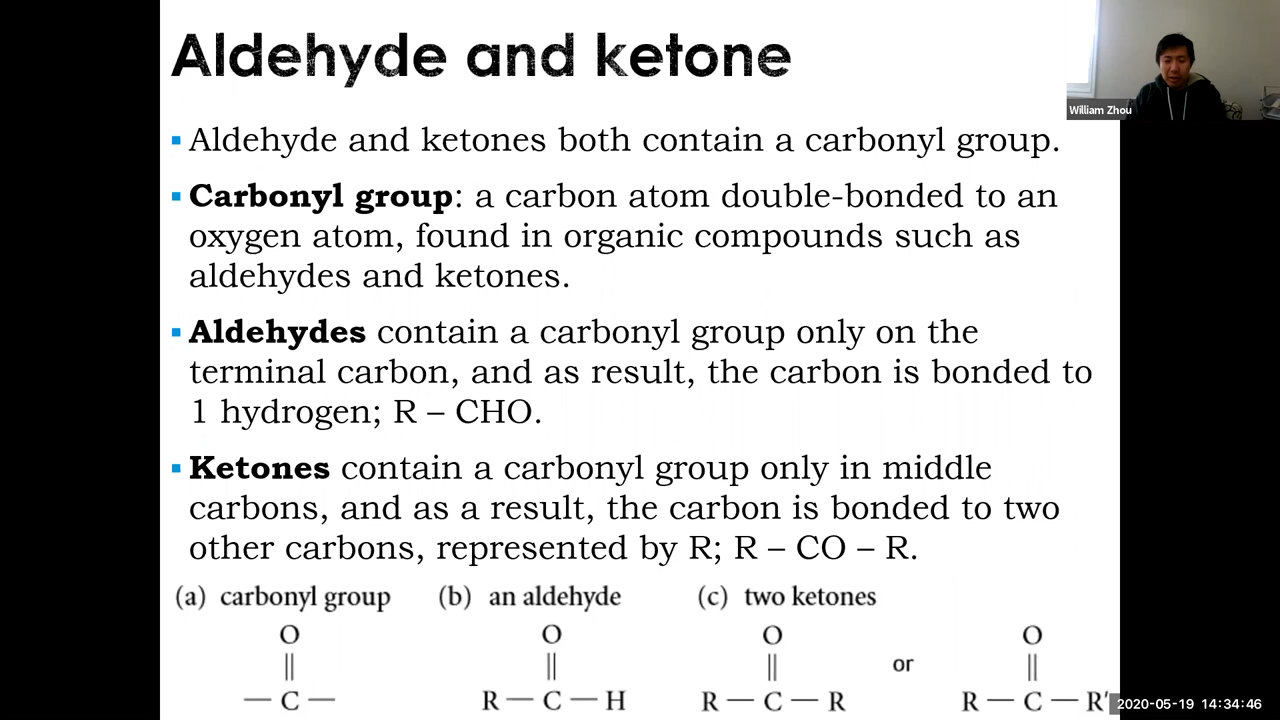 Aldehyde and ketone
William Zhou
▪ Aldehyde and ketones both contain a carbonyl group.
▪ Carbonyl group: a carbon atom double-bonded to an
oxygen atom, found in organic compounds such as
aldehydes and ketones.
▪ Aldehydes contain a carbonyl group only on the
terminal carbon, and as result, the carbon is bonded to
1 hydrogen; R – CHO.
▪ Ketones contain a carbonyl group only in middle
carbons, and as a result, the carbon is bonded to two
other carbons, represented by R; R – CO – R.
(a) carbonyl group (b) an aldehyde (c) two ketones
O O O O
|| || || or ||
— C — R — C — H R — C — R R — C — R'
2020-05-19 14:34:46